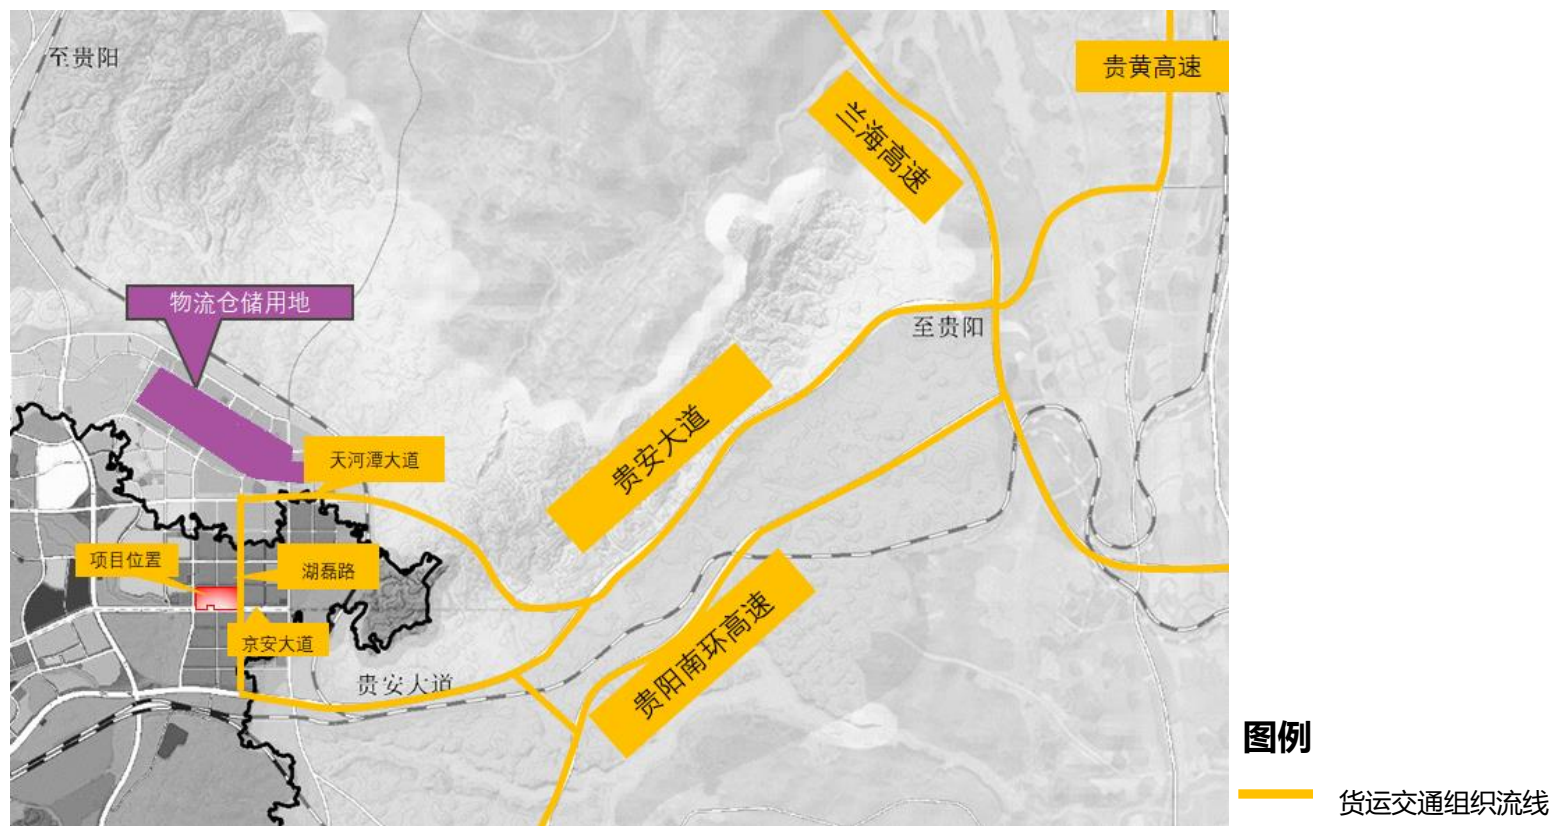 至贵阳
贵黄高速
兰海高速
物流仓储用地
至贵阳
贵安大道
天河潭大道
项目位置
湖磊路
京安大道
贵阳南环高速
贵安大道
图例
货运交通组织流线